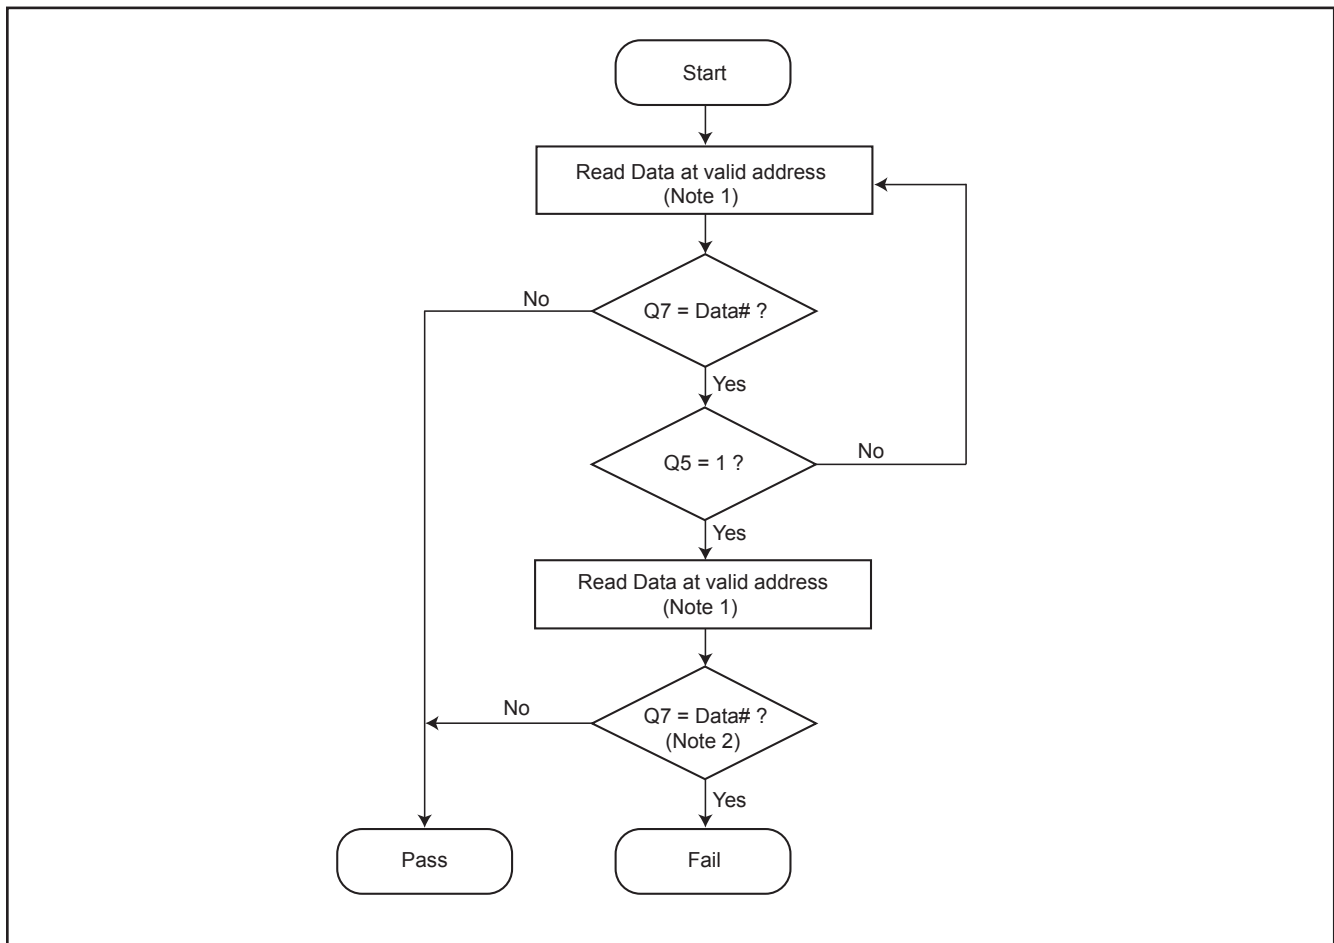 Start
Read Data at valid address
(Note 1)
No
Q7 = Data# ?
Yes
Q5 = 1 ?
No
Yes
Read Data at valid address
(Note 1)
No
Q7 = Data# ?
(Note 2)
Yes
Pass
Fail